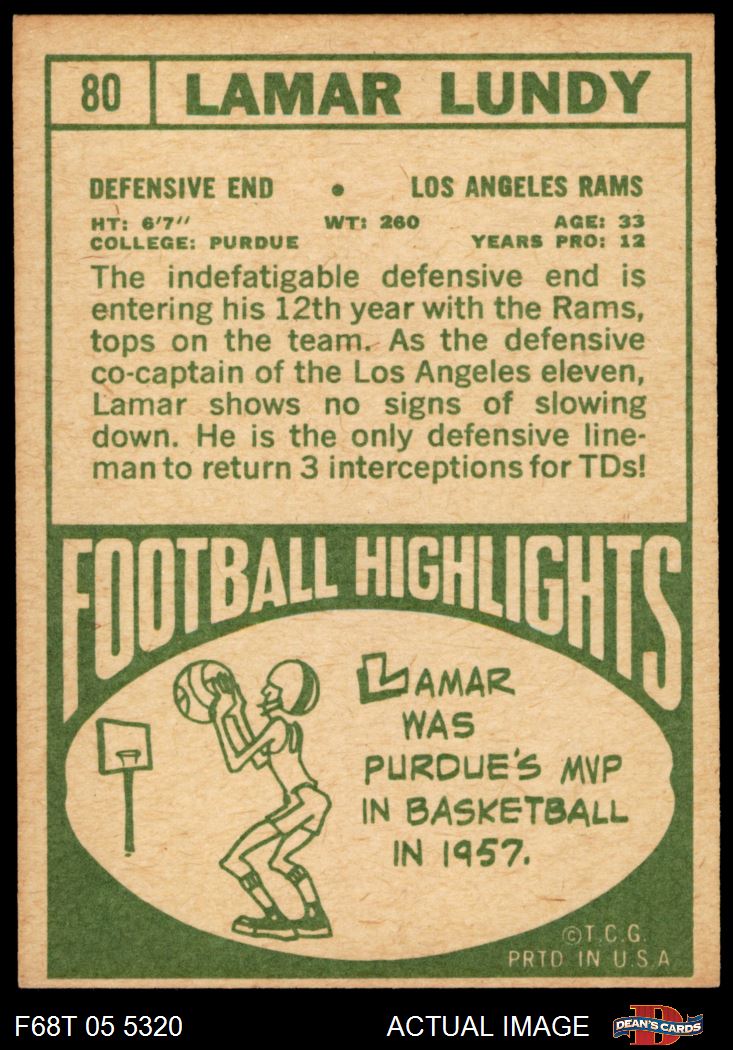 80 LAMAR LUNDY
DEFENSIVE END • LOS ANGELES RAMS
HT: 6'7" WT: 260 AGE: 33
COLLEGE: PURDUE YEARS PRO: 12
The indefatigable defensive end is
entering his 12th year with the Rams,
tops on the team. As the defensive
co-captain of the Los Angeles eleven,
Lamar shows no signs of slowing
down. He is the only defensive line-
man to return 3 interceptions for TDs!
FOOTBALL HIGHLIGHTS
LAMAR
WAS
PURDUE'S MVP
IN BASKETBALL
IN 1957.
©T.C.G.
PRTD IN U.S.A
F68T 05 5320 ACTUAL IMAGE D DEAN'S CARDS